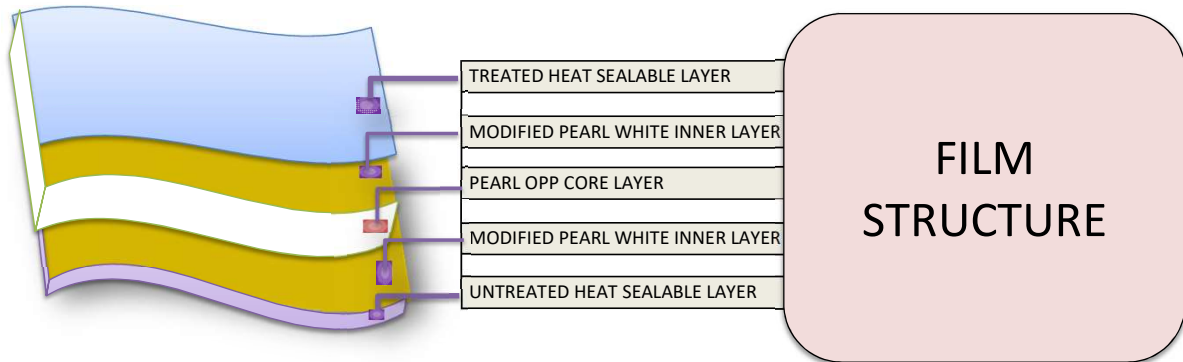 TREATED HEAT SEALABLE LAYER
MODIFIED PEARL WHITE INNER LAYER
PEARL OPP CORE LAYER
MODIFIED PEARL WHITE INNER LAYER
UNTREATED HEAT SEALABLE LAYER
FILM
STRUCTURE